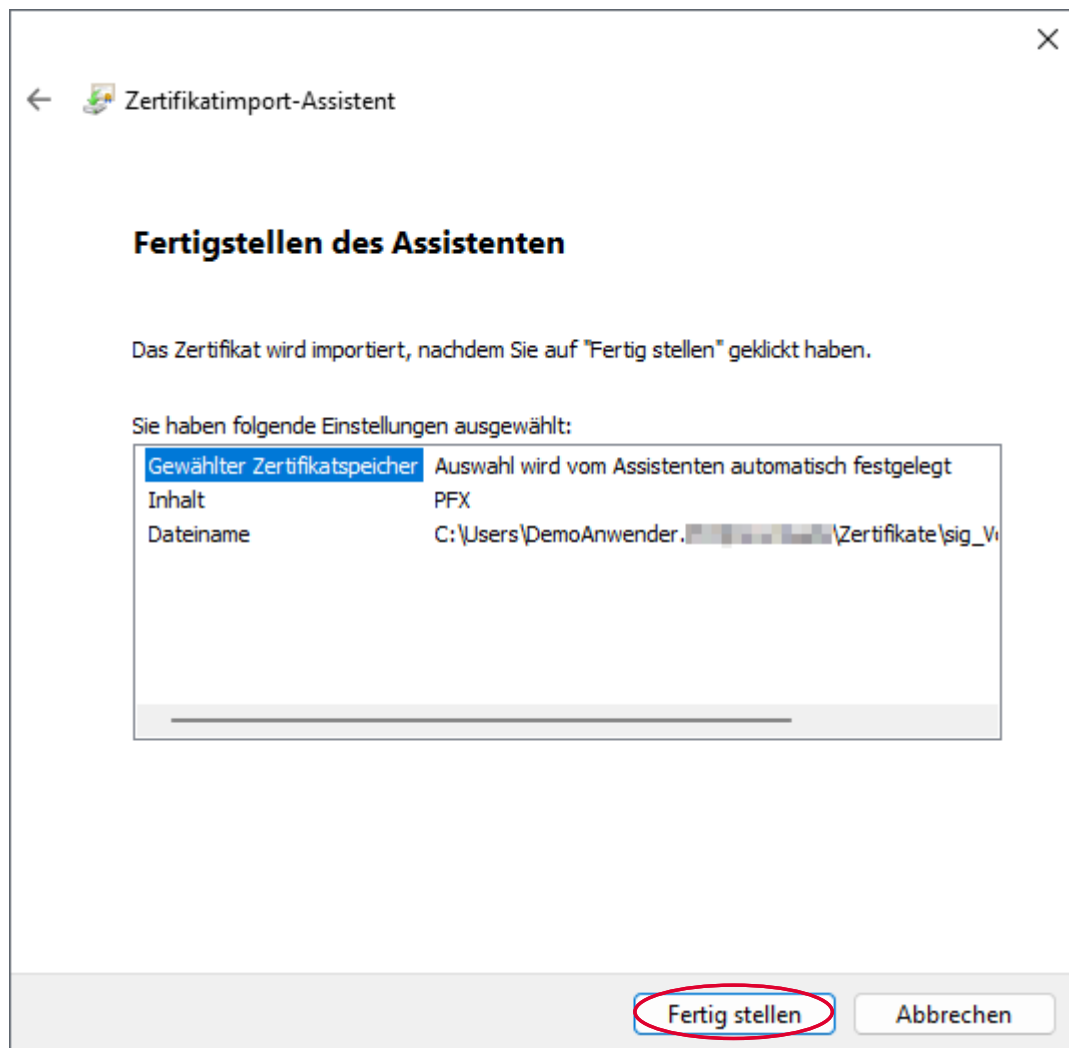 Zertifikatimport-Assistent
Fertigstellen des Assistenten
Das Zertifikat wird importiert, nachdem Sie auf "Fertig stellen" geklickt haben.
Sie haben folgende Einstellungen ausgewählt:
Gewählter Zertifikatspeicher Auswahl wird vom Assistenten automatisch festgelegt
Inhalt PFX
Dateiname C:\Users\DemoAnwender. \Zertifikate\sig_V
Fertig stellen Abbrechen